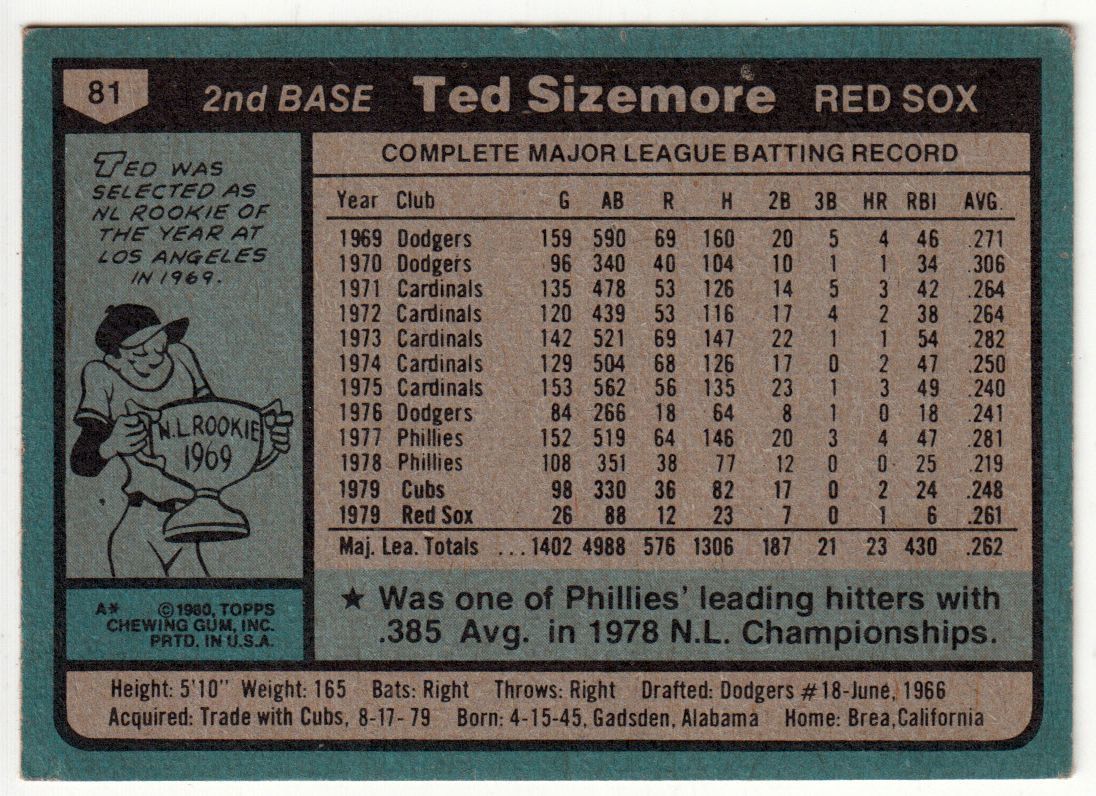 81 2nd BASE Ted Sizemore RED SOX
TED WAS
SELECTED AS
NL ROOKIE OF
THE YEAR AT
LOS ANGELES
IN 1969.
N.L. ROOKIE
1969
A* © 1980, TOPPS
CHEWING GUM, INC.
PRTD. IN U.S.A.
COMPLETE MAJOR LEAGUE BATTING RECORD
Year Club G AB R H 2B 3B HR RBI AVG.
1969 Dodgers 159 590 69 160 20 5 4 46 .271
1970 Dodgers 96 340 40 104 10 1 1 34 .306
1971 Cardinals 135 478 53 126 14 5 3 42 .264
1972 Cardinals 120 439 53 116 17 4 2 38 .264
1973 Cardinals 142 521 69 147 22 1 1 54 .282
1974 Cardinals 129 504 68 126 17 0 2 47 .250
1975 Cardinals 153 562 56 135 23 1 3 49 .240
1976 Dodgers 84 266 18 64 8 1 0 18 .241
1977 Phillies 152 519 64 146 20 3 4 47 .281
1978 Phillies 108 351 38 77 12 0 0 25 .219
1979 Cubs 98 330 36 82 17 0 2 24 .248
1979 Red Sox 26 88 12 23 7 0 1 6 .261
Maj. Lea. Totals ...1402 4988 576 1306 187 21 23 430 .262
★ Was one of Phillies' leading hitters with
.385 Avg. in 1978 N.L. Championships.
Height: 5'10" Weight: 165 Bats: Right Throws: Right Drafted: Dodgers #18-June, 1966
Acquired: Trade with Cubs, 8-17-79 Born: 4-15-45, Gadsden, Alabama Home: Brea, California